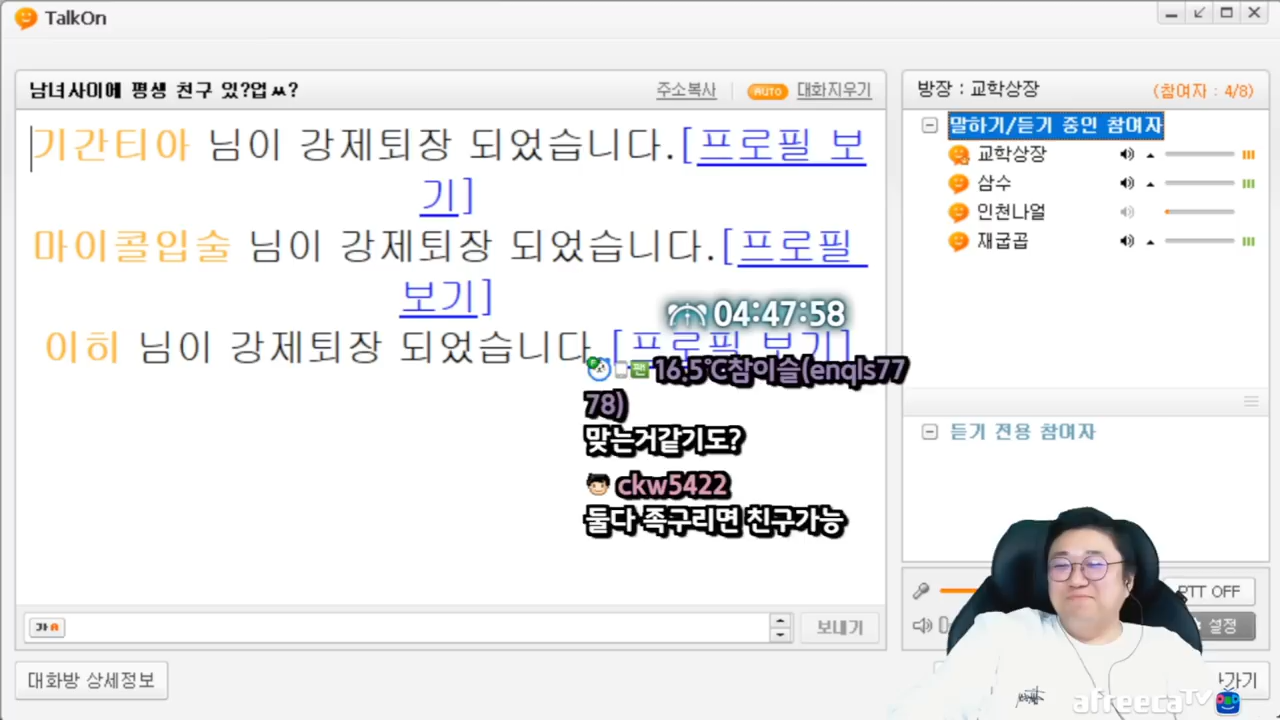 TalkOn
남녀사이에 평생 친구 있?업ㅆ?
주소복사
AUTO
대화지우기
기간티아 님이 강제퇴장 되었습니다.[프로필 보
기]
마이콜입술 님이 강제퇴장 되었습니다.[프로필
보기]
이히 님이 강제퇴장 되었습니다.[프로필 보기]
04:47:58
팬 16.5℃참이슬(enqls77
78)
맞는거같기도?
ckw5422
둘다 족구리면 친구가능
가A
보내기
대화방 상세정보
방장 : 교학상장
(참여자 : 4/8)
말하기/듣기 중인 참여자
교학상장
삼수
인천나얼
재굽굽
듣기 전용 참여자
PTT OFF
설정
나가기
afreecaTV